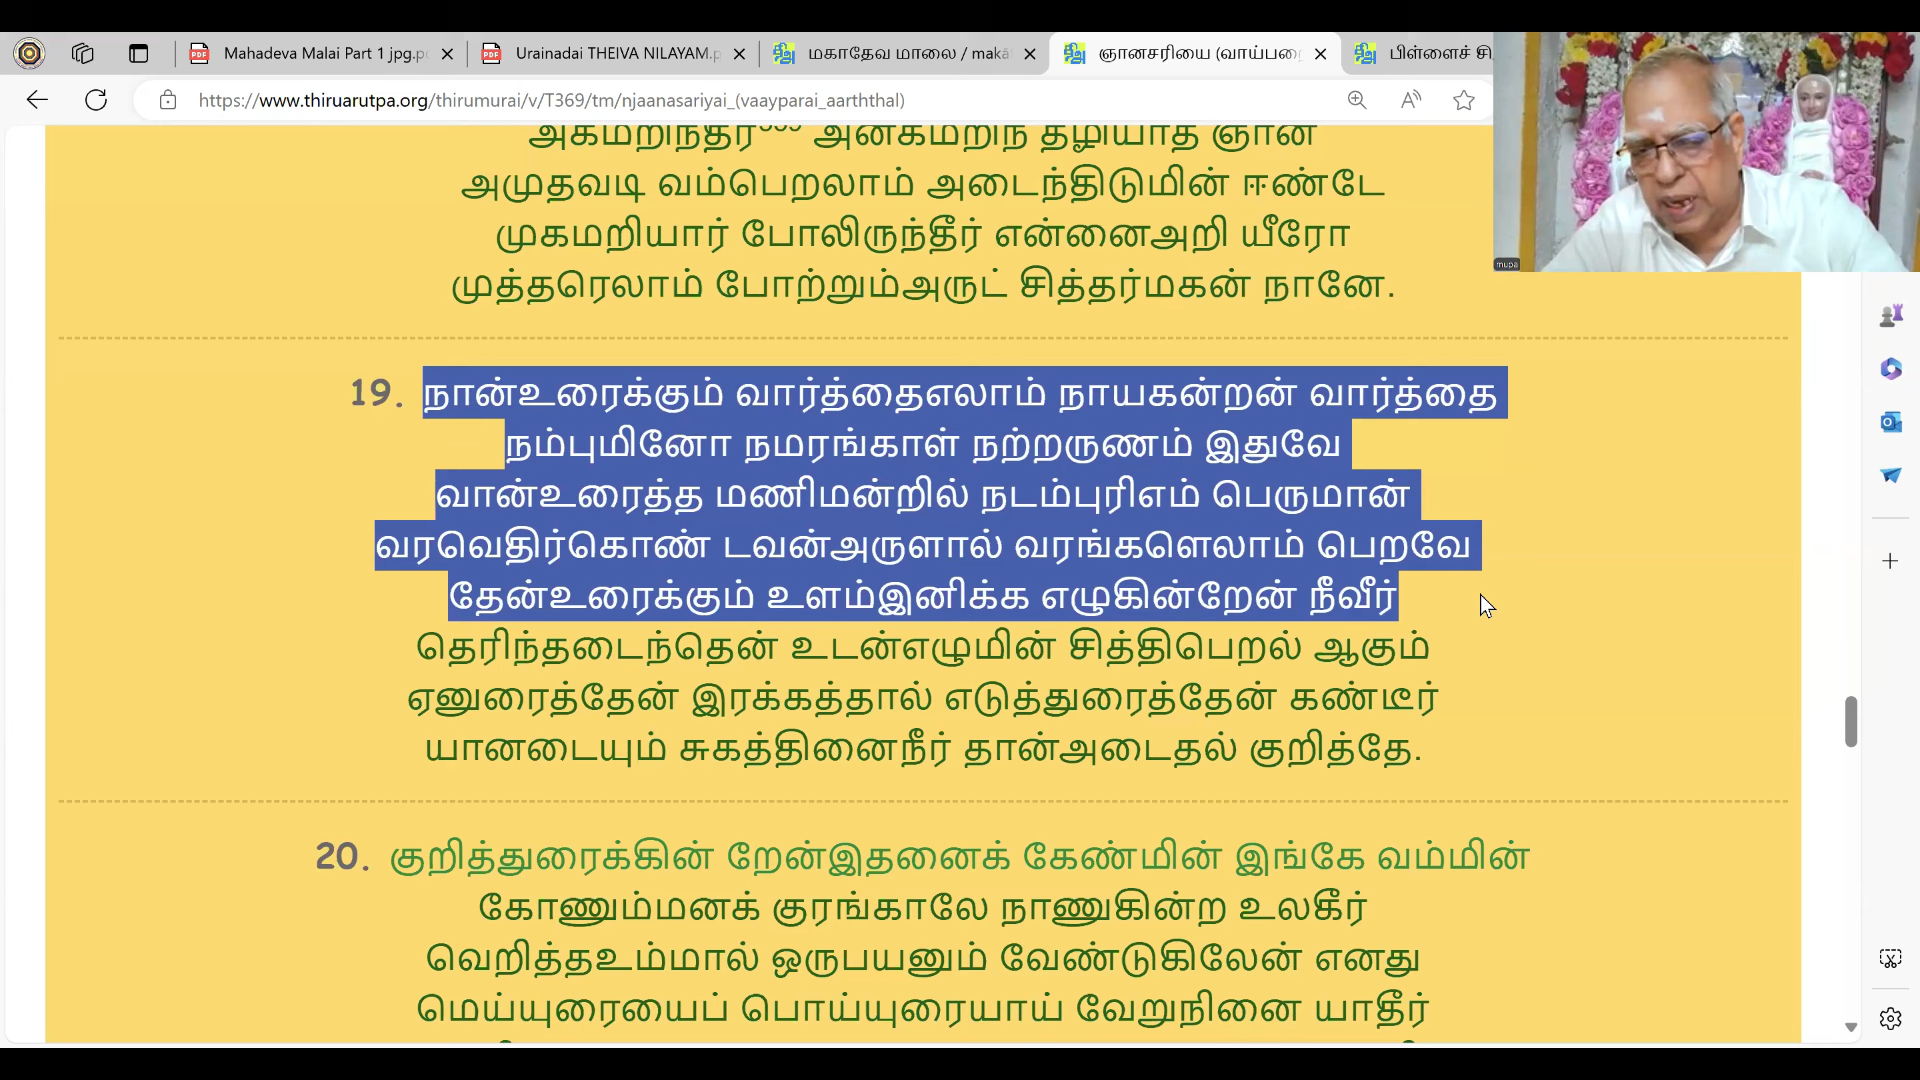 Mahadeva Malai Part 1 jpg.p
Urainadai THEIVA NILAYAM.p
மகாதேவ மாலை / makā
ஞானசரியை (வாய்பறை
பிள்ளைச் சி
https://www.thiruarutpa.org/thirumurai/v/T369/tm/njaanasariyai_(vaayparai_aarththal)
அமுதவடி வம்பெறலாம் அடைந்திடுமின் ஈண்டே
முகமறியார் போலிருந்தீர் என்னைஅறி யீரோ
முத்தரெலாம் போற்றும்அருட் சித்தர்மகன் நானே.
mupa
19. நான்உரைக்கும் வார்த்தைஎலாம் நாயகன்றன் வார்த்தை
நம்புமினோ நமரங்காள் நற்றருணம் இதுவே
வான்உரைத்த மணிமன்றில் நடம்புரிஎம் பெருமான்
வரவெதிர்கொண் டவன்அருளால் வரங்களெலாம் பெறவே
தேன்உரைக்கும் உளம்இனிக்க எழுகின்றேன் நீவீர்
தெரிந்தடைந்தென் உடன்எழுமின் சித்திபெறல் ஆகும்
ஏனுரைத்தேன் இரக்கத்தால் எடுத்துரைத்தேன் கண்டீர்
யானடையும் சுகத்தினைநீர் தான்அடைதல் குறித்தே.
20. குறித்துரைக்கின் றேன்இதனைக் கேண்மின் இங்கே வம்மின்
கோணும்மனக் குரங்காலே நாணுகின்ற உலகீர்
வெறித்தஉம்மால் ஒருபயனும் வேண்டுகிலேன் எனது
மெய்யுரையைப் பொய்யுரையாய் வேறுநினை யாதீர்